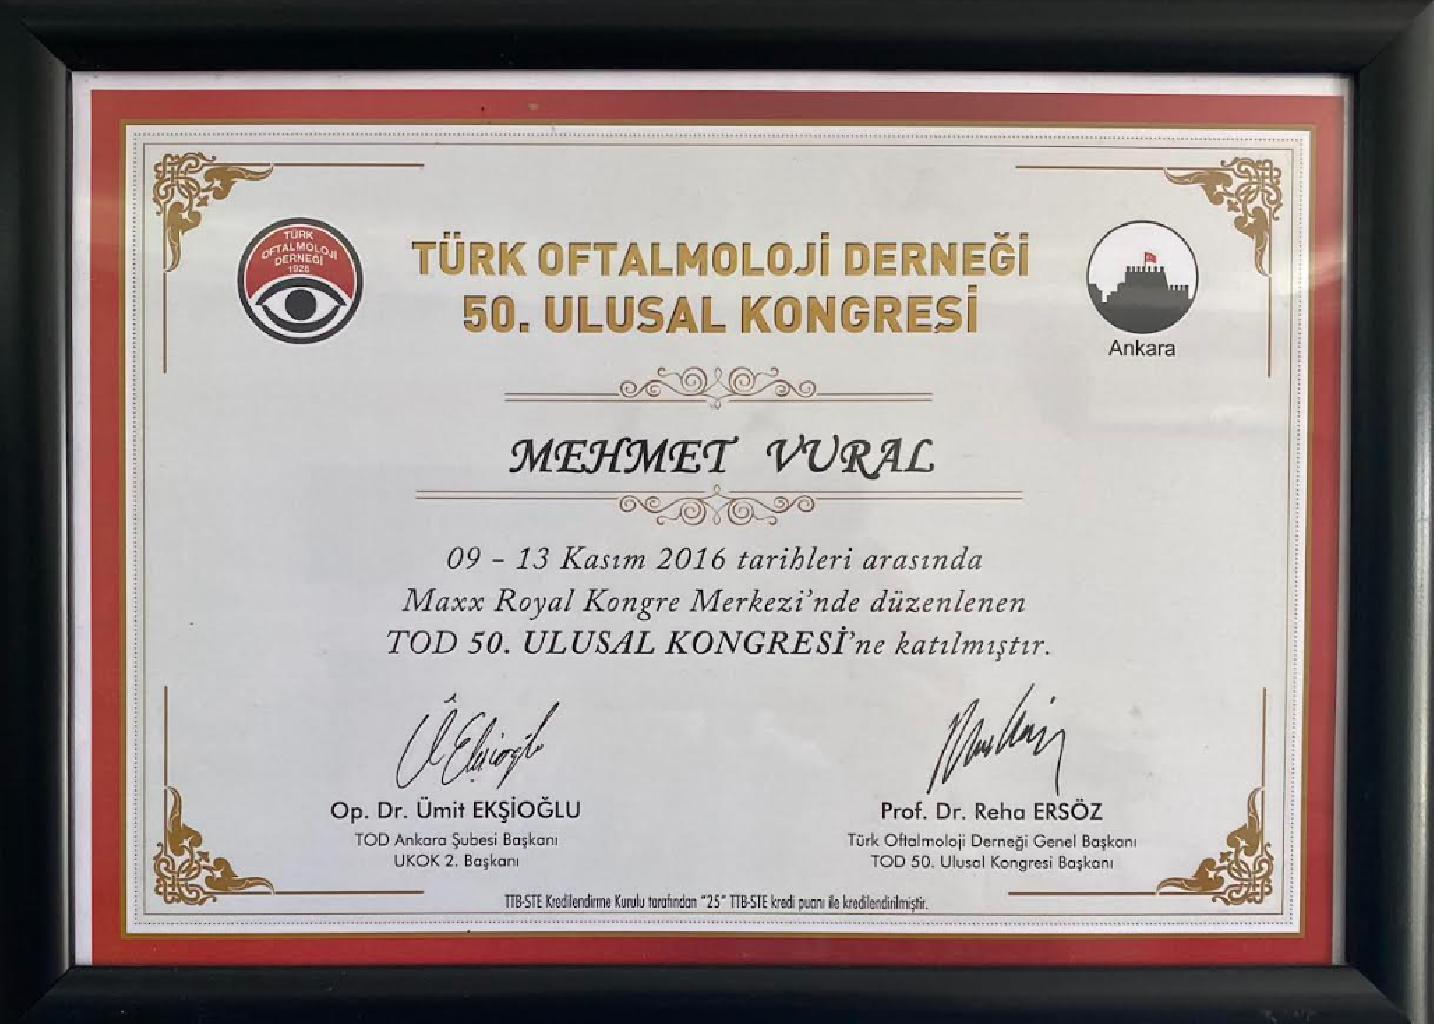 TÜRK
OFTALMOLOJİ
DERNEĞİ
1928
TÜRK OFTALMOLOJİ DERNEĞİ
50. ULUSAL KONGRESİ
Ankara
MEHMET VURAL
09 – 13 Kasım 2016 tarihleri arasında
Maxx Royal Kongre Merkezi’nde düzenlenen
TOD 50. ULUSAL KONGRESİ’ne katılmıştır.
Op. Dr. Ümit EKŞİOĞLU
TOD Ankara Şubesi Başkanı
UKOK 2. Başkanı
Prof. Dr. Reha ERSÖZ
Türk Oftalmoloji Derneği Genel Başkanı
TOD 50. Ulusal Kongresi Başkanı
TTB-STE Kredilendirme Kurulu tarafından “25” TTB-STE kredi puanı ile kredilendirilmiştir.